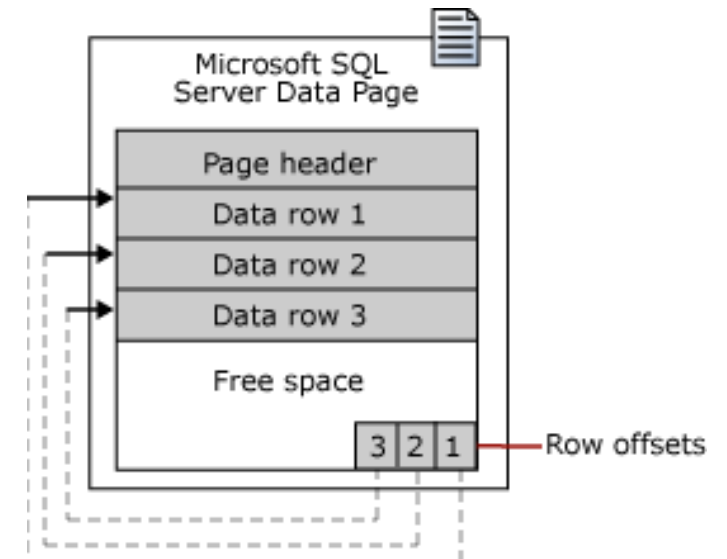 Microsoft SQL
Server Data Page
Page header
Data row 1
Data row 2
Data row 3
Free space
3 2 1
Row offsets